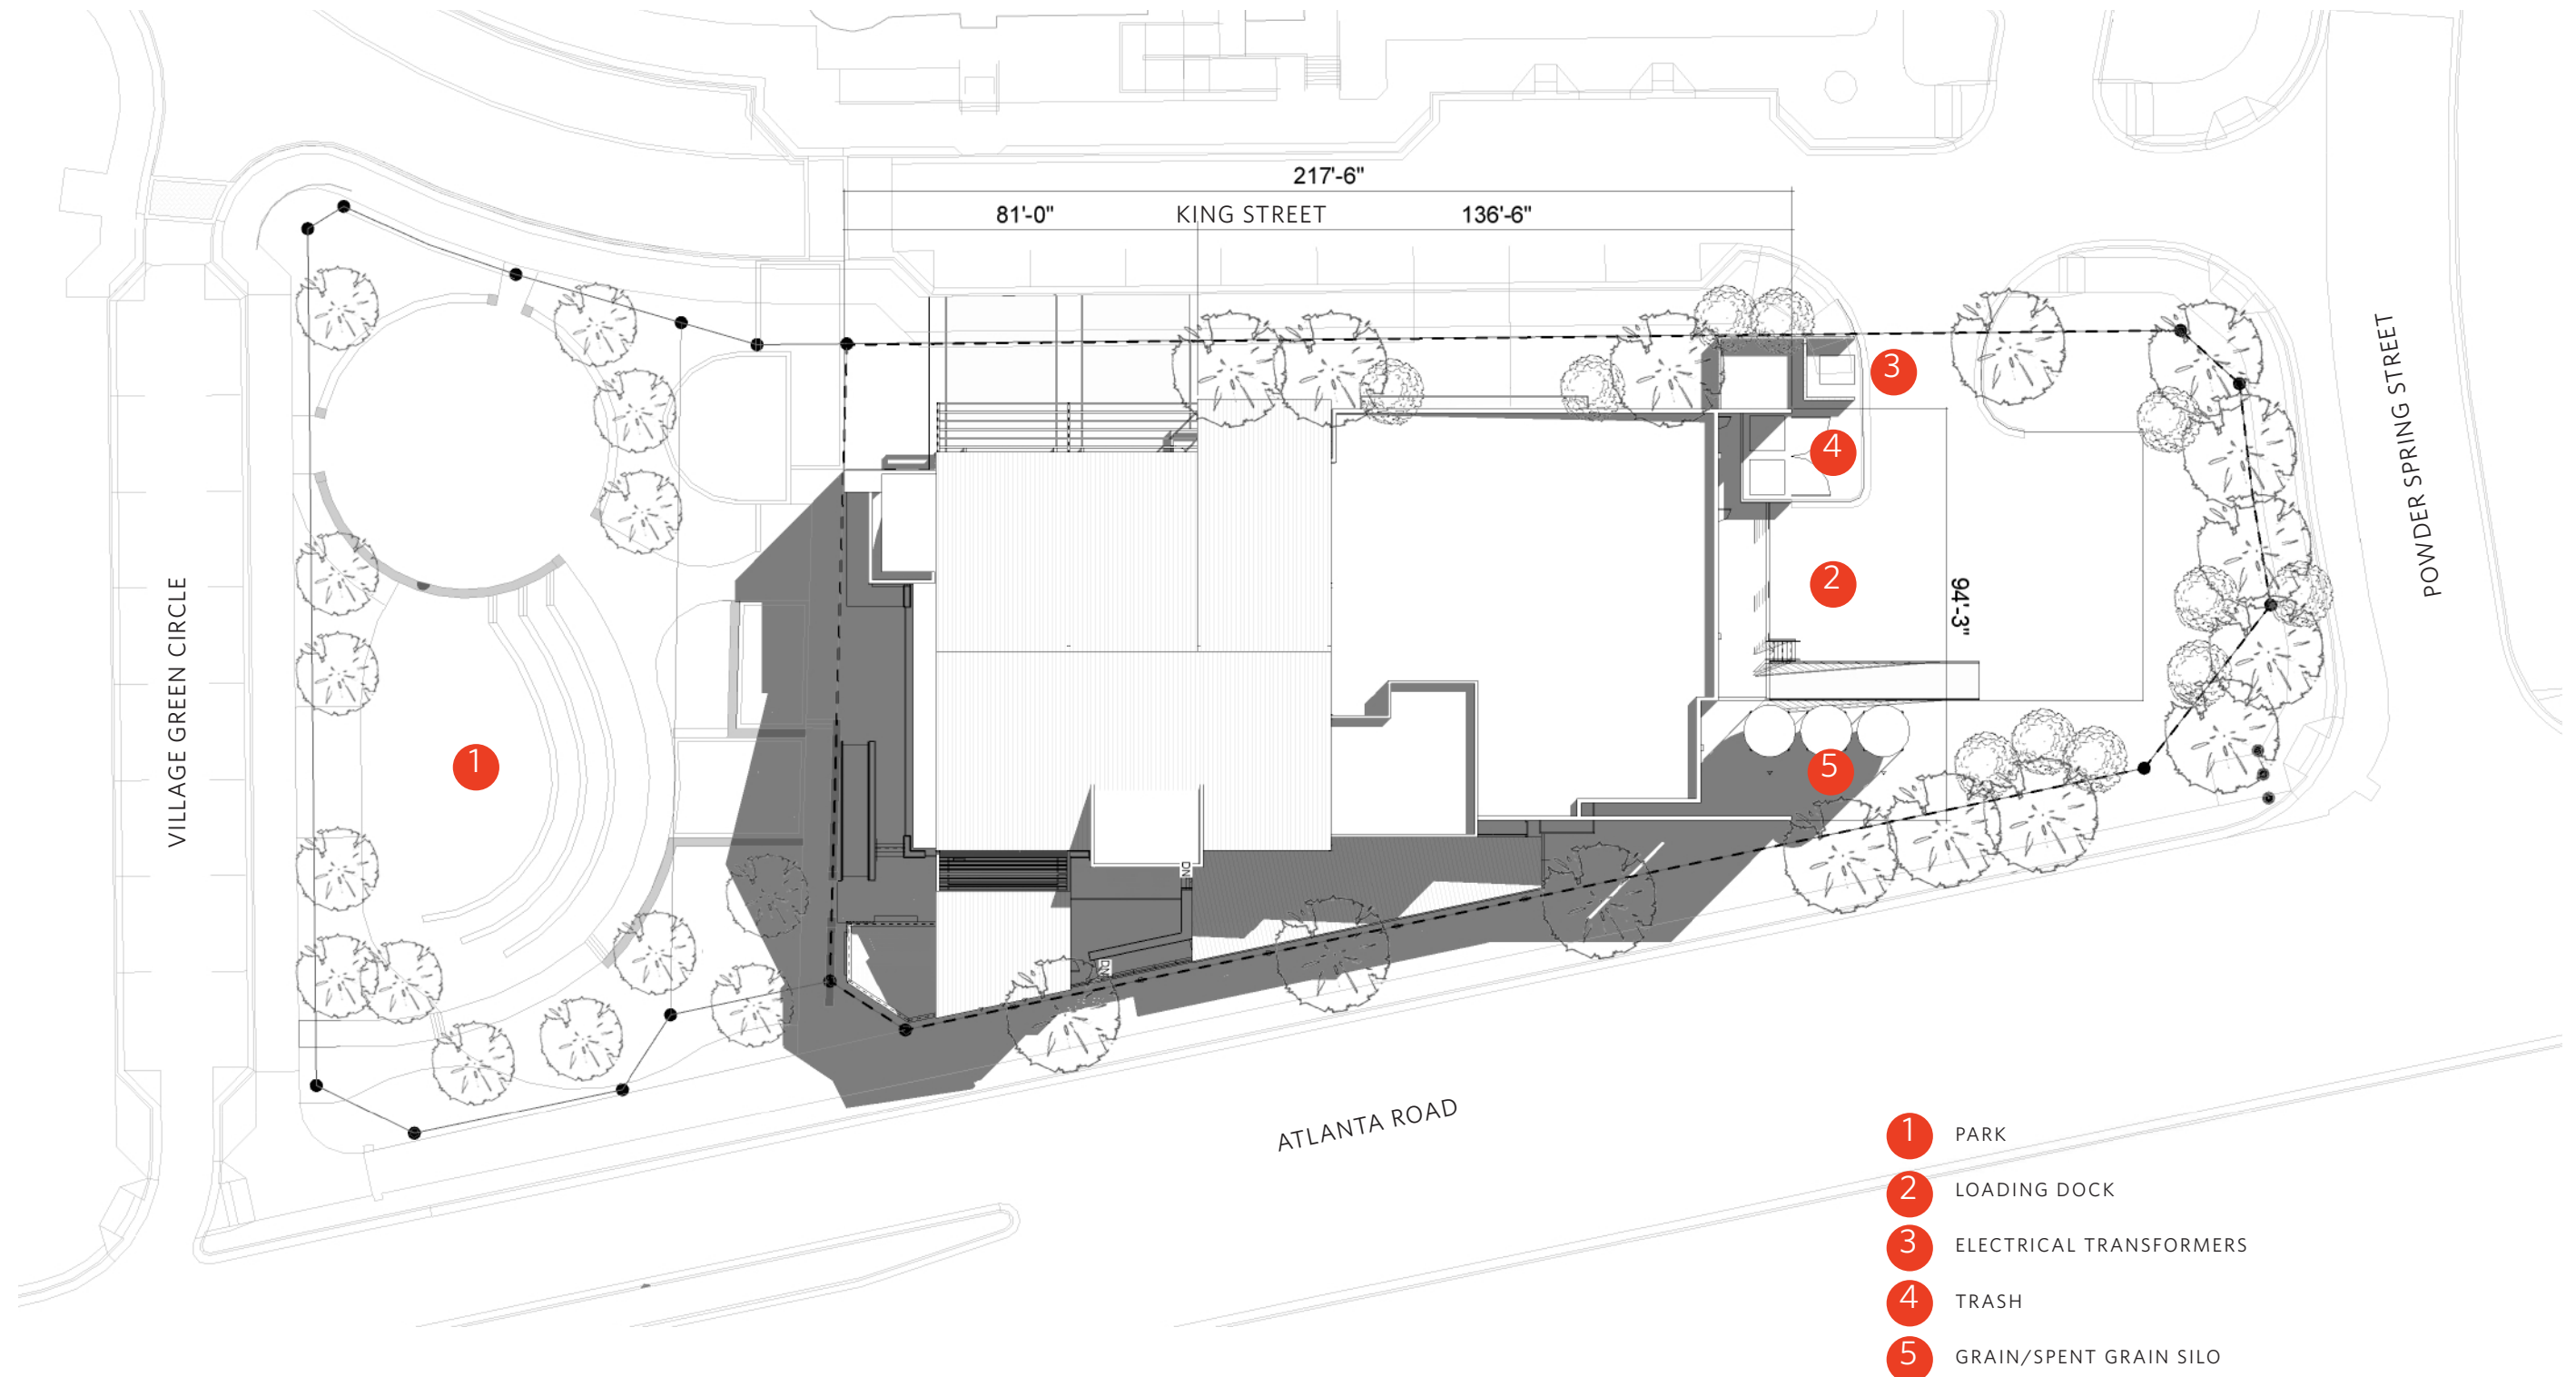 217'-6"
81'-0"
KING STREET
136'-6"
3
4
2
94'-3"
5
1
VILLAGE GREEN CIRCLE
POWDER SPRING STREET
DN
DN
ATLANTA ROAD
1 PARK
2 LOADING DOCK
3 ELECTRICAL TRANSFORMERS
4 TRASH
5 GRAIN/SPENT GRAIN SILO